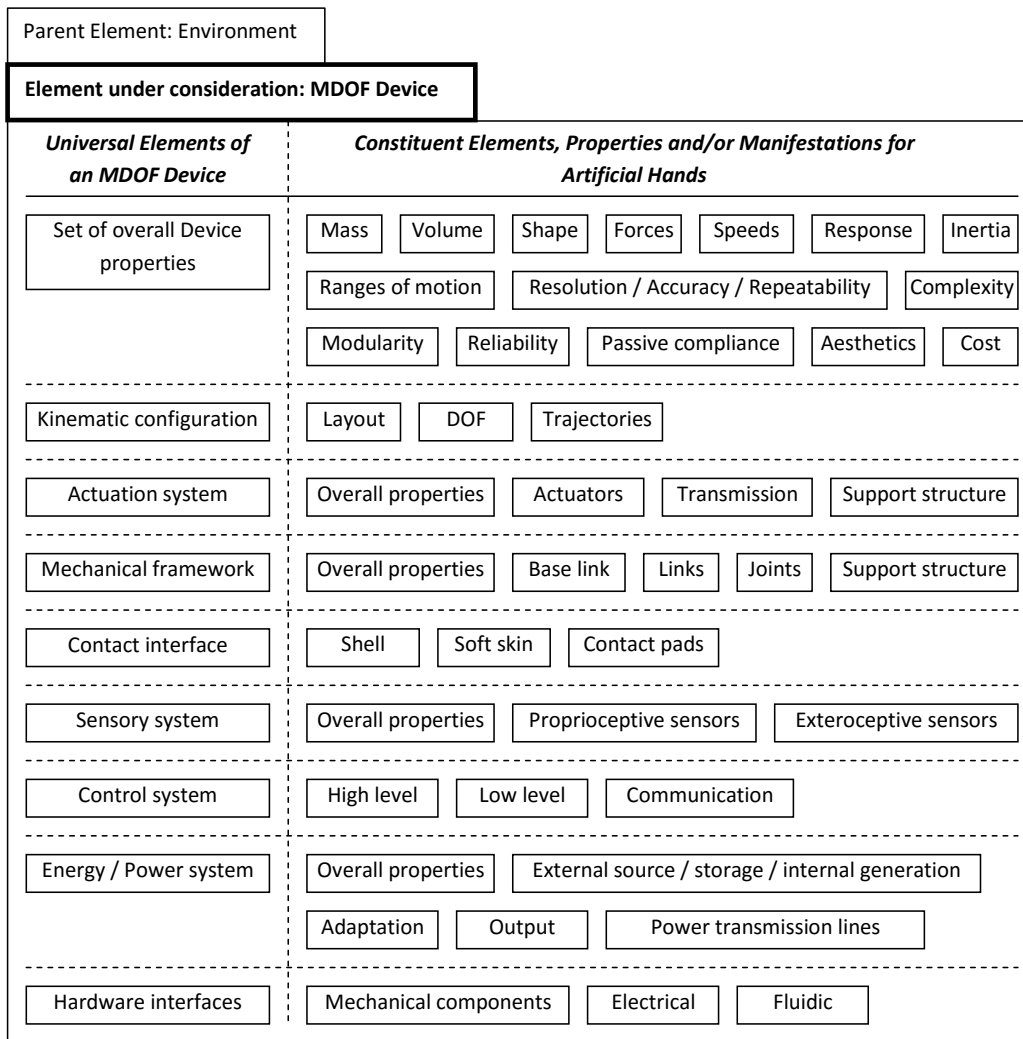 Parent Element: Environment
Element under consideration: MDOF Device
Universal Elements of
an MDOF Device
Constituent Elements, Properties and/or Manifestations for
Artificial Hands
Set of overall Device
properties
Mass Volume Shape Forces Speeds Response Inertia
Ranges of motion Resolution / Accuracy / Repeatability Complexity
Modularity Reliability Passive compliance Aesthetics Cost
Kinematic configuration Layout DOF Trajectories
Actuation system Overall properties Actuators Transmission Support structure
Mechanical framework Overall properties Base link Links Joints Support structure
Contact interface Shell Soft skin Contact pads
Sensory system Overall properties Proprioceptive sensors Exteroceptive sensors
Control system High level Low level Communication
Energy / Power system Overall properties External source / storage / internal generation
Adaptation Output Power transmission lines
Hardware interfaces Mechanical components Electrical Fluidic